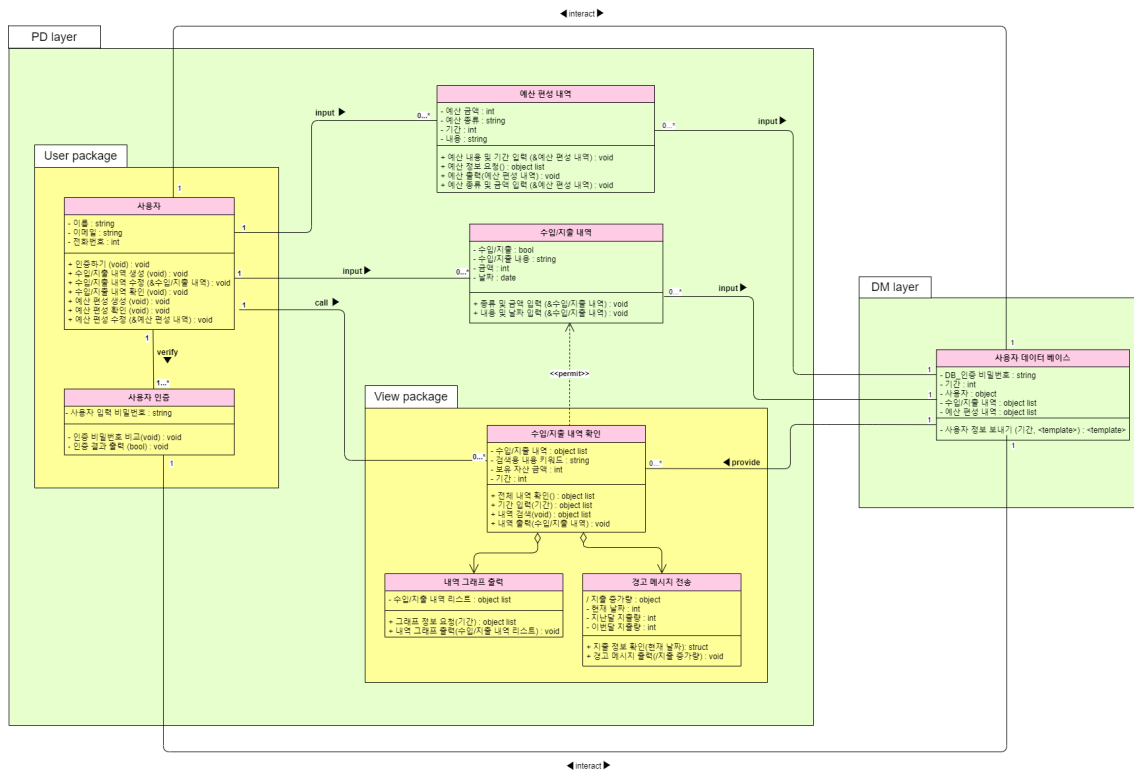 ◀interact▶
PD layer
예산 편성 내역
- 예산 금액 : int
- 예산 종류 : string
- 기간 : int
- 내용 : string
+ 예산 내용 및 기간 입력 (&예산 편성 내역) : void
+ 예산 정보 요청() : object list
+ 예산 출력(예산 편성 내역) : void
+ 예산 종류 및 금액 입력 (&예산 편성 내역) : void
input ▶
0...*
0...*
input▶
User package
1
사용자
- 이름 : string
- 이메일 : string
- 전화번호 : int
+ 인증하기 (void) : void
+ 수입/지출 내역 생성 (void) : void
+ 수입/지출 내역 수정 (&수입/지출 내역) : void
+ 수입/지출 내역 확인 (void) : void
+ 예산 편성 생성 (void) : void
+ 예산 편성 확인 (void) : void
+ 예산 편성 수정 (&예산 편성 내역) : void
1
1
1
1
verify
▼
1...*
수입/지출 내역
- 수입/지출 : bool
- 수입/지출 내용 : string
- 금액 : int
- 날짜 : date
+ 종류 및 금액 입력 (&수입/지출 내역) : void
+ 내용 및 날짜 입력 (&수입/지출 내역) : void
input ▶
0...*
call ▶
0...*
input ▶
<<permit>>
사용자 인증
- 사용자 입력 비밀번호 : string
- 인증 비밀번호 비교(void) : void
- 인증 결과 출력 (bool) : void
1
DM layer
1
사용자 데이터 베이스
- DB_인증 비밀번호 : string
- 기간 : int
- 사용자 : object
- 수입/지출 내역 : object list
- 예산 편성 내역 : object list
- 사용자 정보 보내기 (기간, <template>) : <template>
1
1
1
1
View package
수입/지출 내역 확인
- 수입/지출 내역 : object list
- 검색용 내용 키워드 : string
- 보유 자산 금액 : int
- 기간 : int
+ 전체 내역 확인() : object list
+ 기간 입력(기간) : object list
+ 내역 검색(void) : object list
+ 내역 출력(수입/지출 내역) : void
0...*
0...*
◀provide
내역 그래프 출력
- 수입/지출 내역 리스트 : object list
+ 그래프 정보 요청(기간) : object list
+ 내역 그래프 출력(수입/지출 내역 리스트) : void
경고 메시지 전송
/ 지출 증가량 : object
- 현재 날짜 : int
- 지난달 지출량 : int
- 이번달 지출량 : int
+ 지출 정보 확인(현재 날짜): struct
+ 경고 메시지 출력(/지출 증가량) : void
◀interact▶